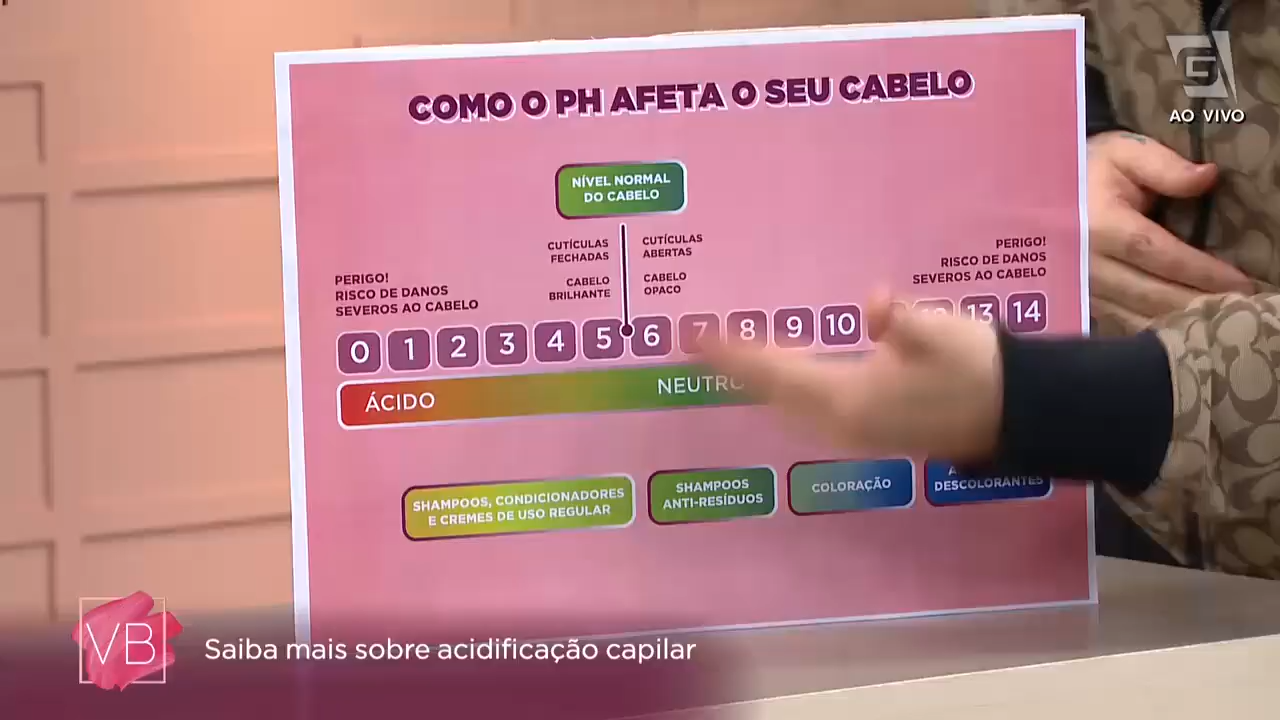 COMO O PH AFETA O SEU CABELO
G
AO VIVO
NÍVEL NORMAL
DO CABELO
CUTÍCULAS
FECHADAS
CABELO
BRILHANTE
CUTÍCULAS
ABERTAS
CABELO
OPACO
PERIGO!
RISCO DE DANOS
SEVEROS AO CABELO
PERIGO!
RISCO DE DANOS
SEVEROS AO CABELO
0 1 2 3 4 5 6 7 8 9 10 13 14
ÁCIDO NEUTRO
SHAMPOOS, CONDICIONADORES
E CREMES DE USO REGULAR
SHAMPOOS
ANTI-RESÍDUOS
COLORAÇÃO
DESCOLORANTES
VB
Saiba mais sobre acidificação capilar